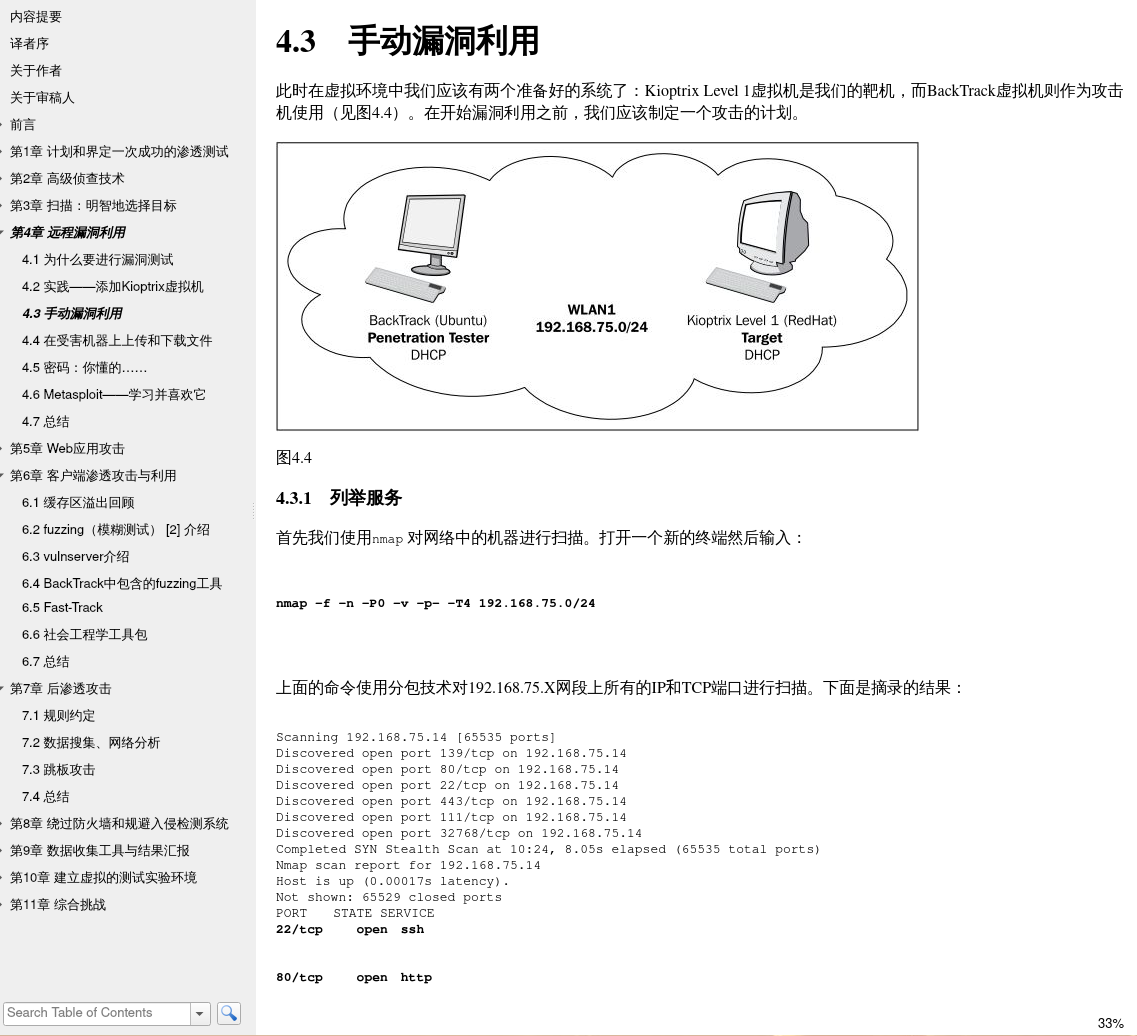 内容提要
译者序
关于作者
关于审稿人
前言
第1章 计划和界定一次成功的渗透测试
第2章 高级侦查技术
第3章 扫描：明智地选择目标
第4章 远程漏洞利用
4.1 为什么要进行漏洞测试
4.2 实践——添加Kioptrix虚拟机
4.3 手动漏洞利用
4.4 在受害机器上上传和下载文件
4.5 密码：你懂的……
4.6 Metasploit——学习并喜欢它
4.7 总结
第5章 Web应用攻击
第6章 客户端渗透攻击与利用
6.1 缓存区溢出回顾
6.2 fuzzing（模糊测试） [2] 介绍
6.3 vulnserver介绍
6.4 BackTrack中包含的fuzzing工具
6.5 Fast-Track
6.6 社会工程学工具包
6.7 总结
第7章 后渗透攻击
7.1 规则约定
7.2 数据搜集、网络分析
7.3 跳板攻击
7.4 总结
第8章 绕过防火墙和规避入侵检测系统
第9章 数据收集工具与结果汇报
第10章 建立虚拟的测试实验环境
第11章 综合挑战
Search Table of Contents
4.3 手动漏洞利用
此时在虚拟环境中我们应该有两个准备好的系统了：Kioptrix Level 1虚拟机是我们的靶机，而BackTrack虚拟机则作为攻击
机使用（见图4.4）。在开始漏洞利用之前，我们应该制定一个攻击的计划。
BackTrack (Ubuntu)
Penetration Tester
DHCP
WLAN1
192.168.75.0/24
Kioptrix Level 1 (RedHat)
Target
DHCP
图4.4
4.3.1 列举服务
首先我们使用nmap 对网络中的机器进行扫描。打开一个新的终端然后输入：
nmap -f -n -P0 -v -p- -T4 192.168.75.0/24
上面的命令使用分包技术对192.168.75.X网段上所有的IP和TCP端口进行扫描。下面是摘录的结果：
Scanning 192.168.75.14 [65535 ports]
Discovered open port 139/tcp on 192.168.75.14
Discovered open port 80/tcp on 192.168.75.14
Discovered open port 22/tcp on 192.168.75.14
Discovered open port 443/tcp on 192.168.75.14
Discovered open port 111/tcp on 192.168.75.14
Discovered open port 32768/tcp on 192.168.75.14
Completed SYN Stealth Scan at 10:24, 8.05s elapsed (65535 total ports)
Nmap scan report for 192.168.75.14
Host is up (0.00017s latency).
Not shown: 65529 closed ports
PORT STATE SERVICE
22/tcp open ssh
80/tcp open http
33%